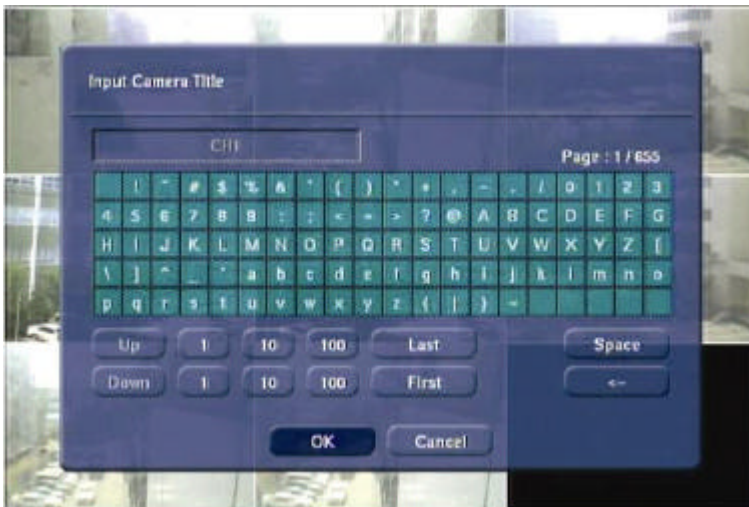 Input Camera Title
CH1
Page : 1 / 655
! " # $ % & ' ( ) * + , - . / 0 1 2 3
4 5 6 7 8 9 : ; < = > ? @ A B C D E F G
H I J K L M N O P Q R S T U V W X Y Z [
\ ] ^ _ ` a b c d e f g h i j k l m n o
p q r s t u v w x y z { | } ~
Up 1 10 100 Last Space
Down 1 10 100 First <-
OK Cancel